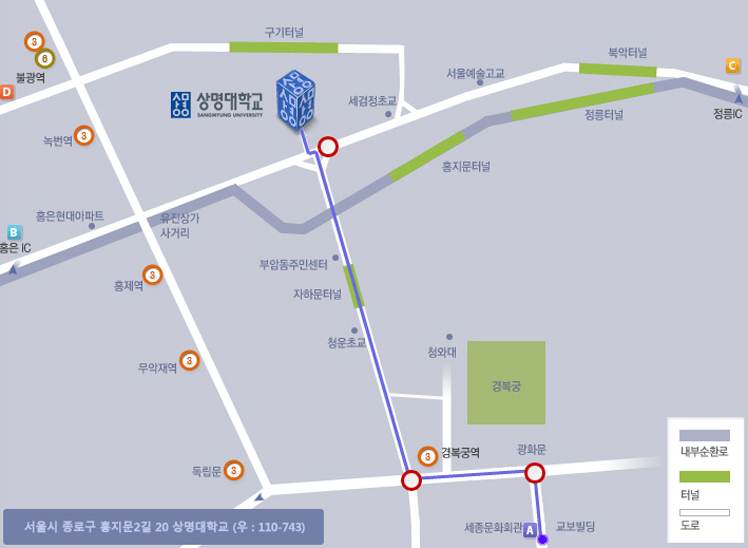 구기터널
북악터널
3
6
불광역
C
D
서울예술고교
상명대학교
SANGMYUNG UNIVERSITY
상명
세검정초교
정릉터널
정릉IC
녹번역
3
홍지문터널
홍은현대아파트
유진상가
사거리
B
홍은 IC
부암동주민센터
3
홍제역
자하문터널
청운초교
청와대
3
무악재역
경복궁
3
경복궁역
광화문
내부순환로
독립문
3
터널
도로
서울시 종로구 홍지문2길 20 상명대학교 (우 : 110-743)
세종문화회관
A
교보빌딩